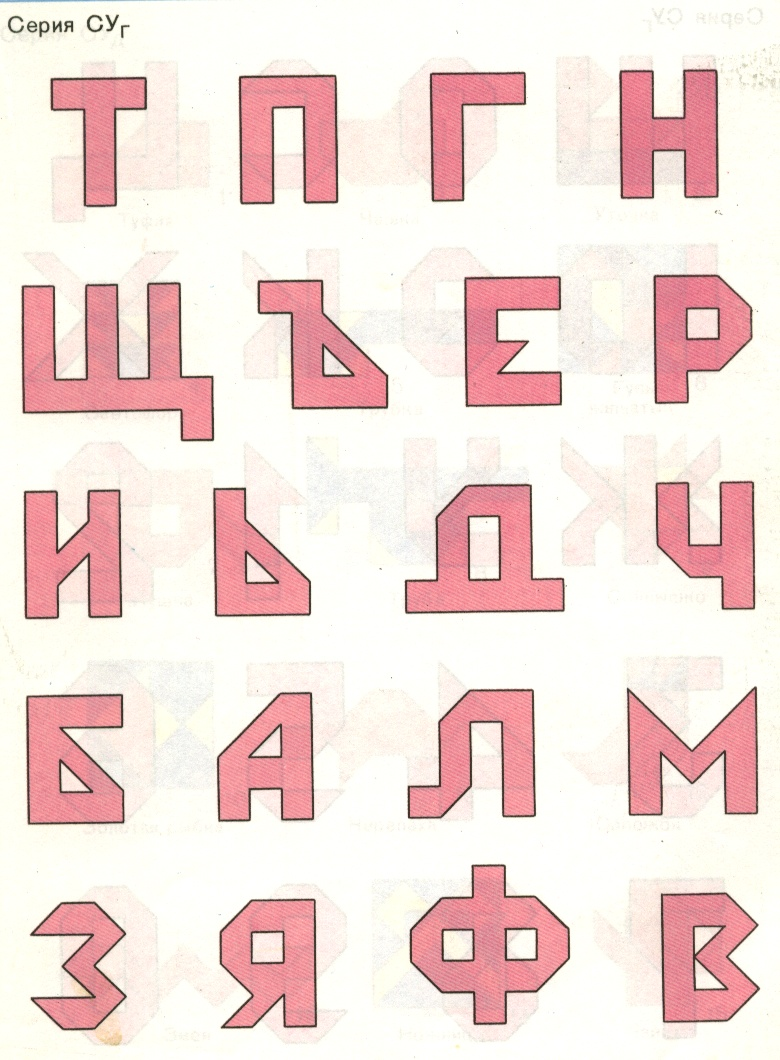 Серия СУГ
Т П Г Н
Щ Ъ Е Р
И Ь Д Ч
Б А Л М
З Я Ф В